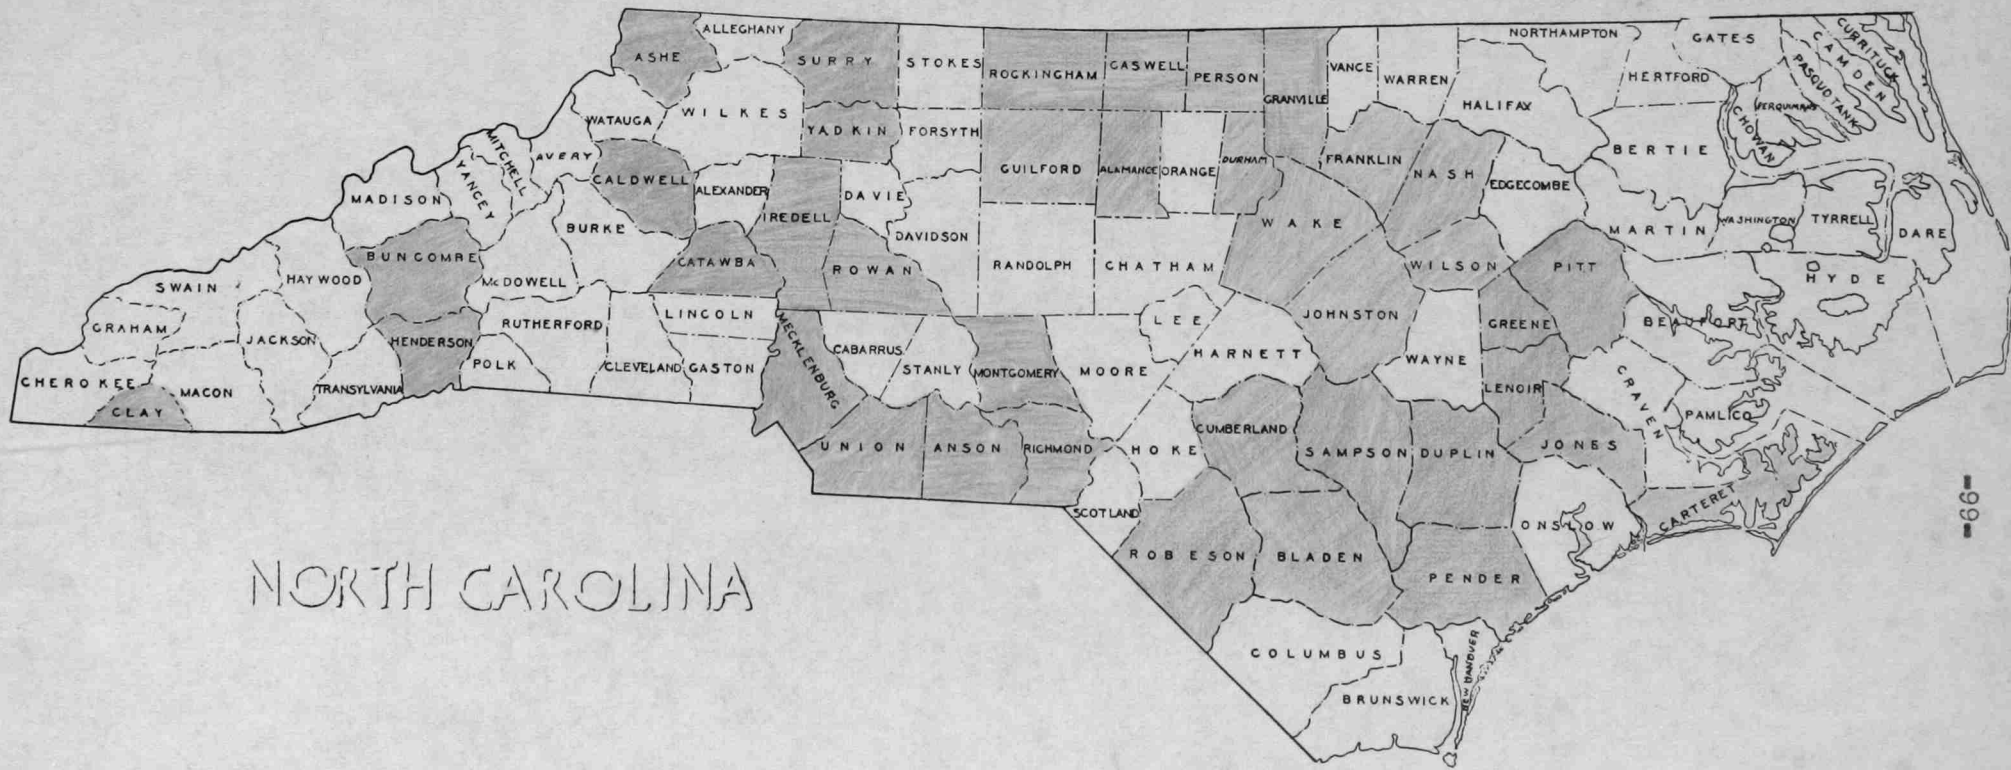 ALLEGHANY
ASHE
SURRY
STOKES
ROCKINGHAM
CASWELL
PERSON
GRANVILLE
VANCE
WARREN
NORTHAMPTON
GATES
HERTFORD
HALIFAX
CURRITUCK
CAMDEN
PASQUOTANK
PERQUIMANS
CHOWAN
WATAUGA
WILKES
YADKIN
FORSYTH
GUILFORD
ALAMANCE
ORANGE
DURHAM
FRANKLIN
NASH
EDGECOMBE
BERTIE
MITCHELL
AVERY
YANCEY
MADISON
CALDWELL
ALEXANDER
IREDELL
DAVIE
DAVIDSON
WAKE
MARTIN
WASHINGTON
TYRRELL
DARE
BURKE
BUNCOMBE
McDOWELL
CATAWBA
ROWAN
RANDOLPH
CHATHAM
WILSON
PITT
HYDE
SWAIN
HAYWOOD
GRAHAM
JACKSON
HENDERSON
RUTHERFORD
LINCOLN
MECKLENBURG
CABARRUS
STANLY
MONTGOMERY
MOORE
LEE
HARNETT
JOHNSTON
WAYNE
GREENE
BEAUFORT
CHEROKEE
CLAY
MACON
TRANSYLVANIA
POLK
CLEVELAND
GASTON
LENOIR
CRAVEN
PAMLICO
UNION
ANSON
RICHMOND
HOKE
CUMBERLAND
SAMPSON
DUPLIN
JONES
SCOTLAND
ROBESON
BLADEN
PENDER
ONSLOW
CARTERET
COLUMBUS
BRUNSWICK
NEW HANOVER
NORTH CAROLINA
-66-